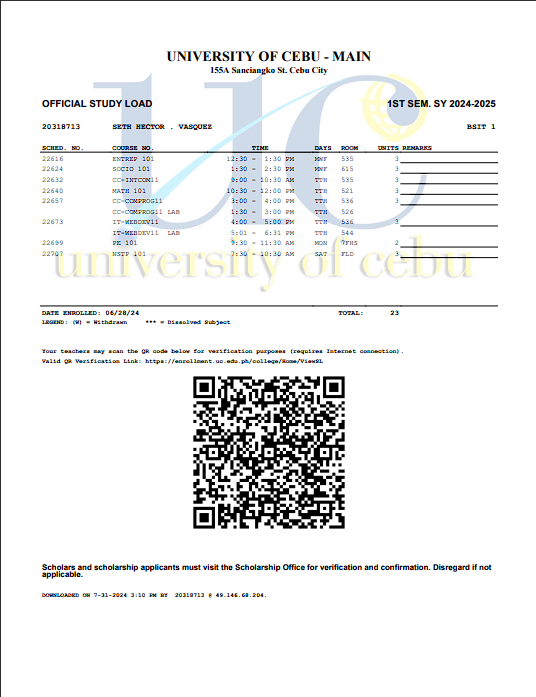 UNIVERSITY OF CEBU - MAIN
155A Sanciangko St. Cebu City
OFFICIAL STUDY LOAD 1ST SEM. SY 2024-2025
20318713 SETH HECTOR . VASQUEZ BSIT 1
SCHED. NO. COURSE NO. TIME DAYS ROOM UNITS REMARKS
22616 ENTREP 101 12:30 - 1:30 PM MWF 535 3
22624 SOCIO 101 1:30 - 2:30 PM MWF 615 3
22632 CC-INTCOM11 9:00 - 10:30 AM TTH 535 3
22640 MATH 101 10:30 - 12:00 PM TTH 521 3
22657 CC-COMPROG11 3:00 - 4:00 PM TTH 536 3
CC-COMPROG11 LAB 1:30 - 3:00 PM TTH 526
22673 IT-WEBDEV11 4:00 - 5:00 PM TTH 536 3
IT-WEBDEV11 LAB 5:01 - 6:31 PM TTH 544
22699 PE 101 9:30 - 11:30 AM MON 7FHS 2
22707 NSTP 101 7:30 - 10:30 AM SAT FLD 3
uc
university of cebu
DATE ENROLLED: 06/28/24 TOTAL: 23
LEGEND: (W) = Withdrawn *** = Dissolved Subject
Your teachers may scan the QR code below for verification purposes (requires Internet connection).
Valid QR Verification Link: https://enrollment.uc.edu.ph/college/Home/ViewSL
Scholars and scholarship applicants must visit the Scholarship Office for verification and confirmation. Disregard if not
applicable.
DOWNLOADED ON 7-31-2024 3:10 PM BY 20318713 @ 49.146.68.204.